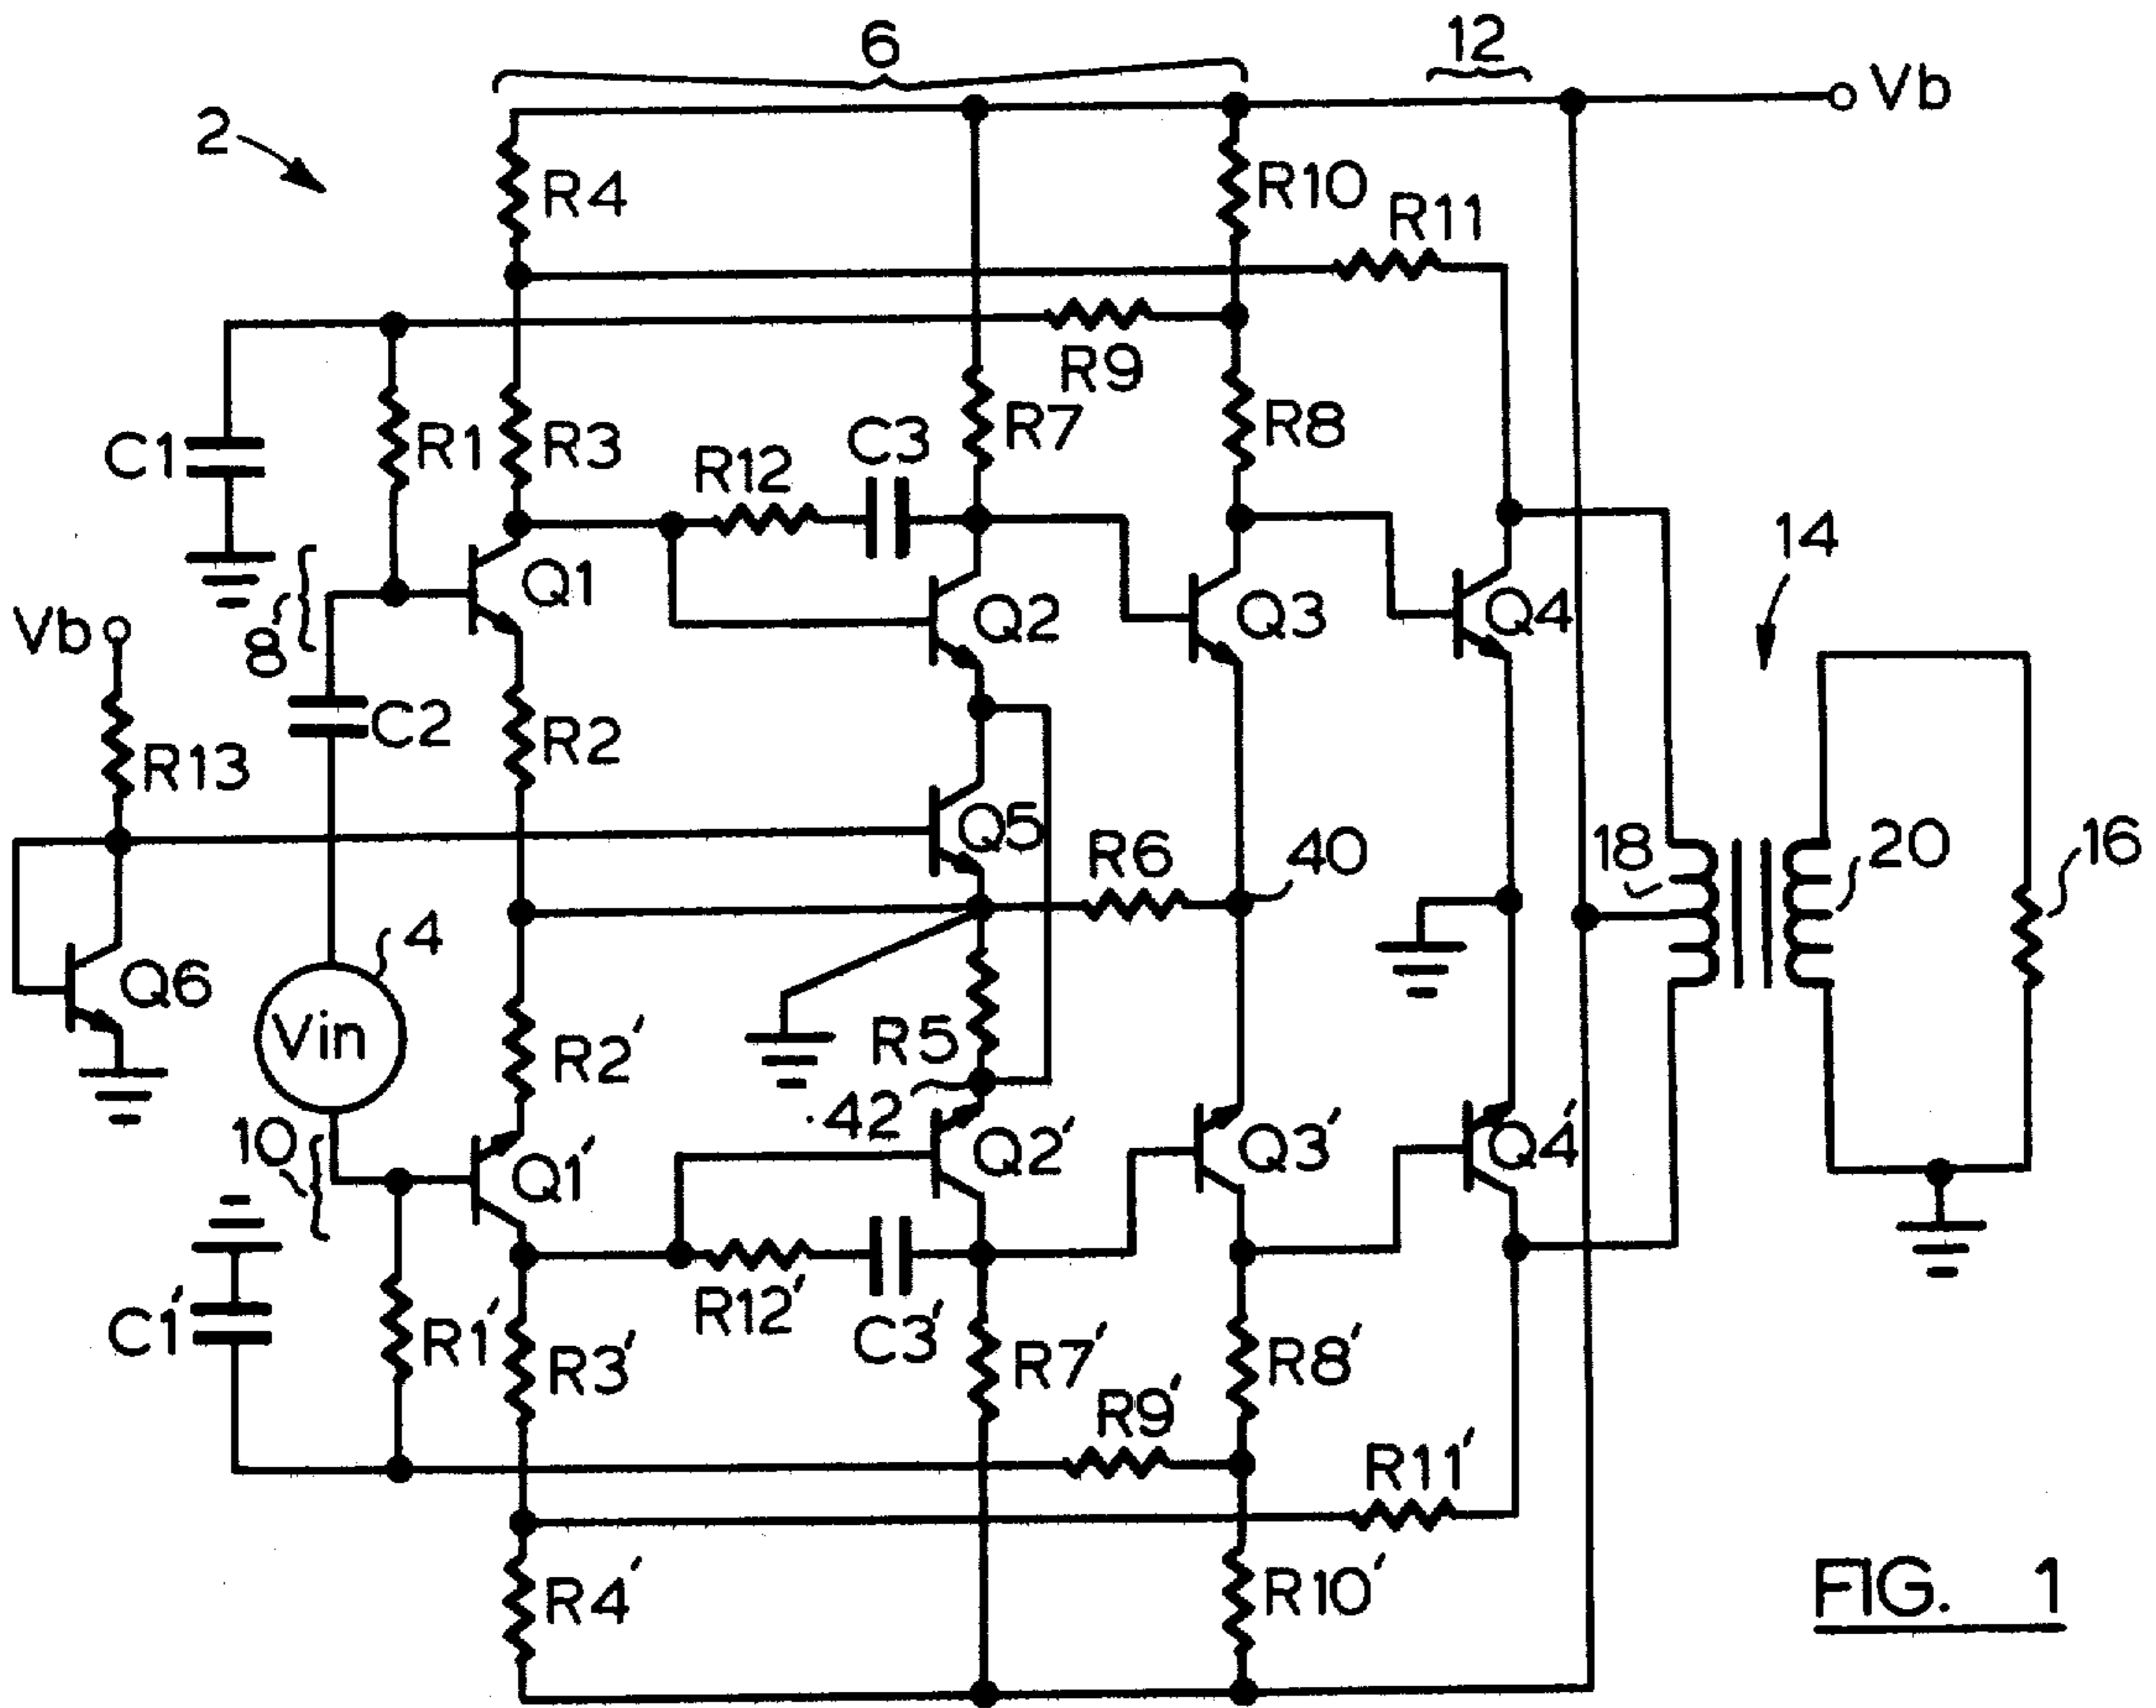 6
12
Vb
2
R4
R10
R11
R9
C1
R1
R3
R12
C3
R7
R8
14
8
Q1
Q2
Q3
Q4
Vb
C2
R2
R13
Q5
R6
40
18
20
16
4
Q6
Vin
R2'
R5
42
10
Q1'
Q2'
Q3'
Q4'
C1'
R1'
R12'
C3'
R3'
R7'
R8'
R9'
R11'
R4'
R10'
FIG. 1